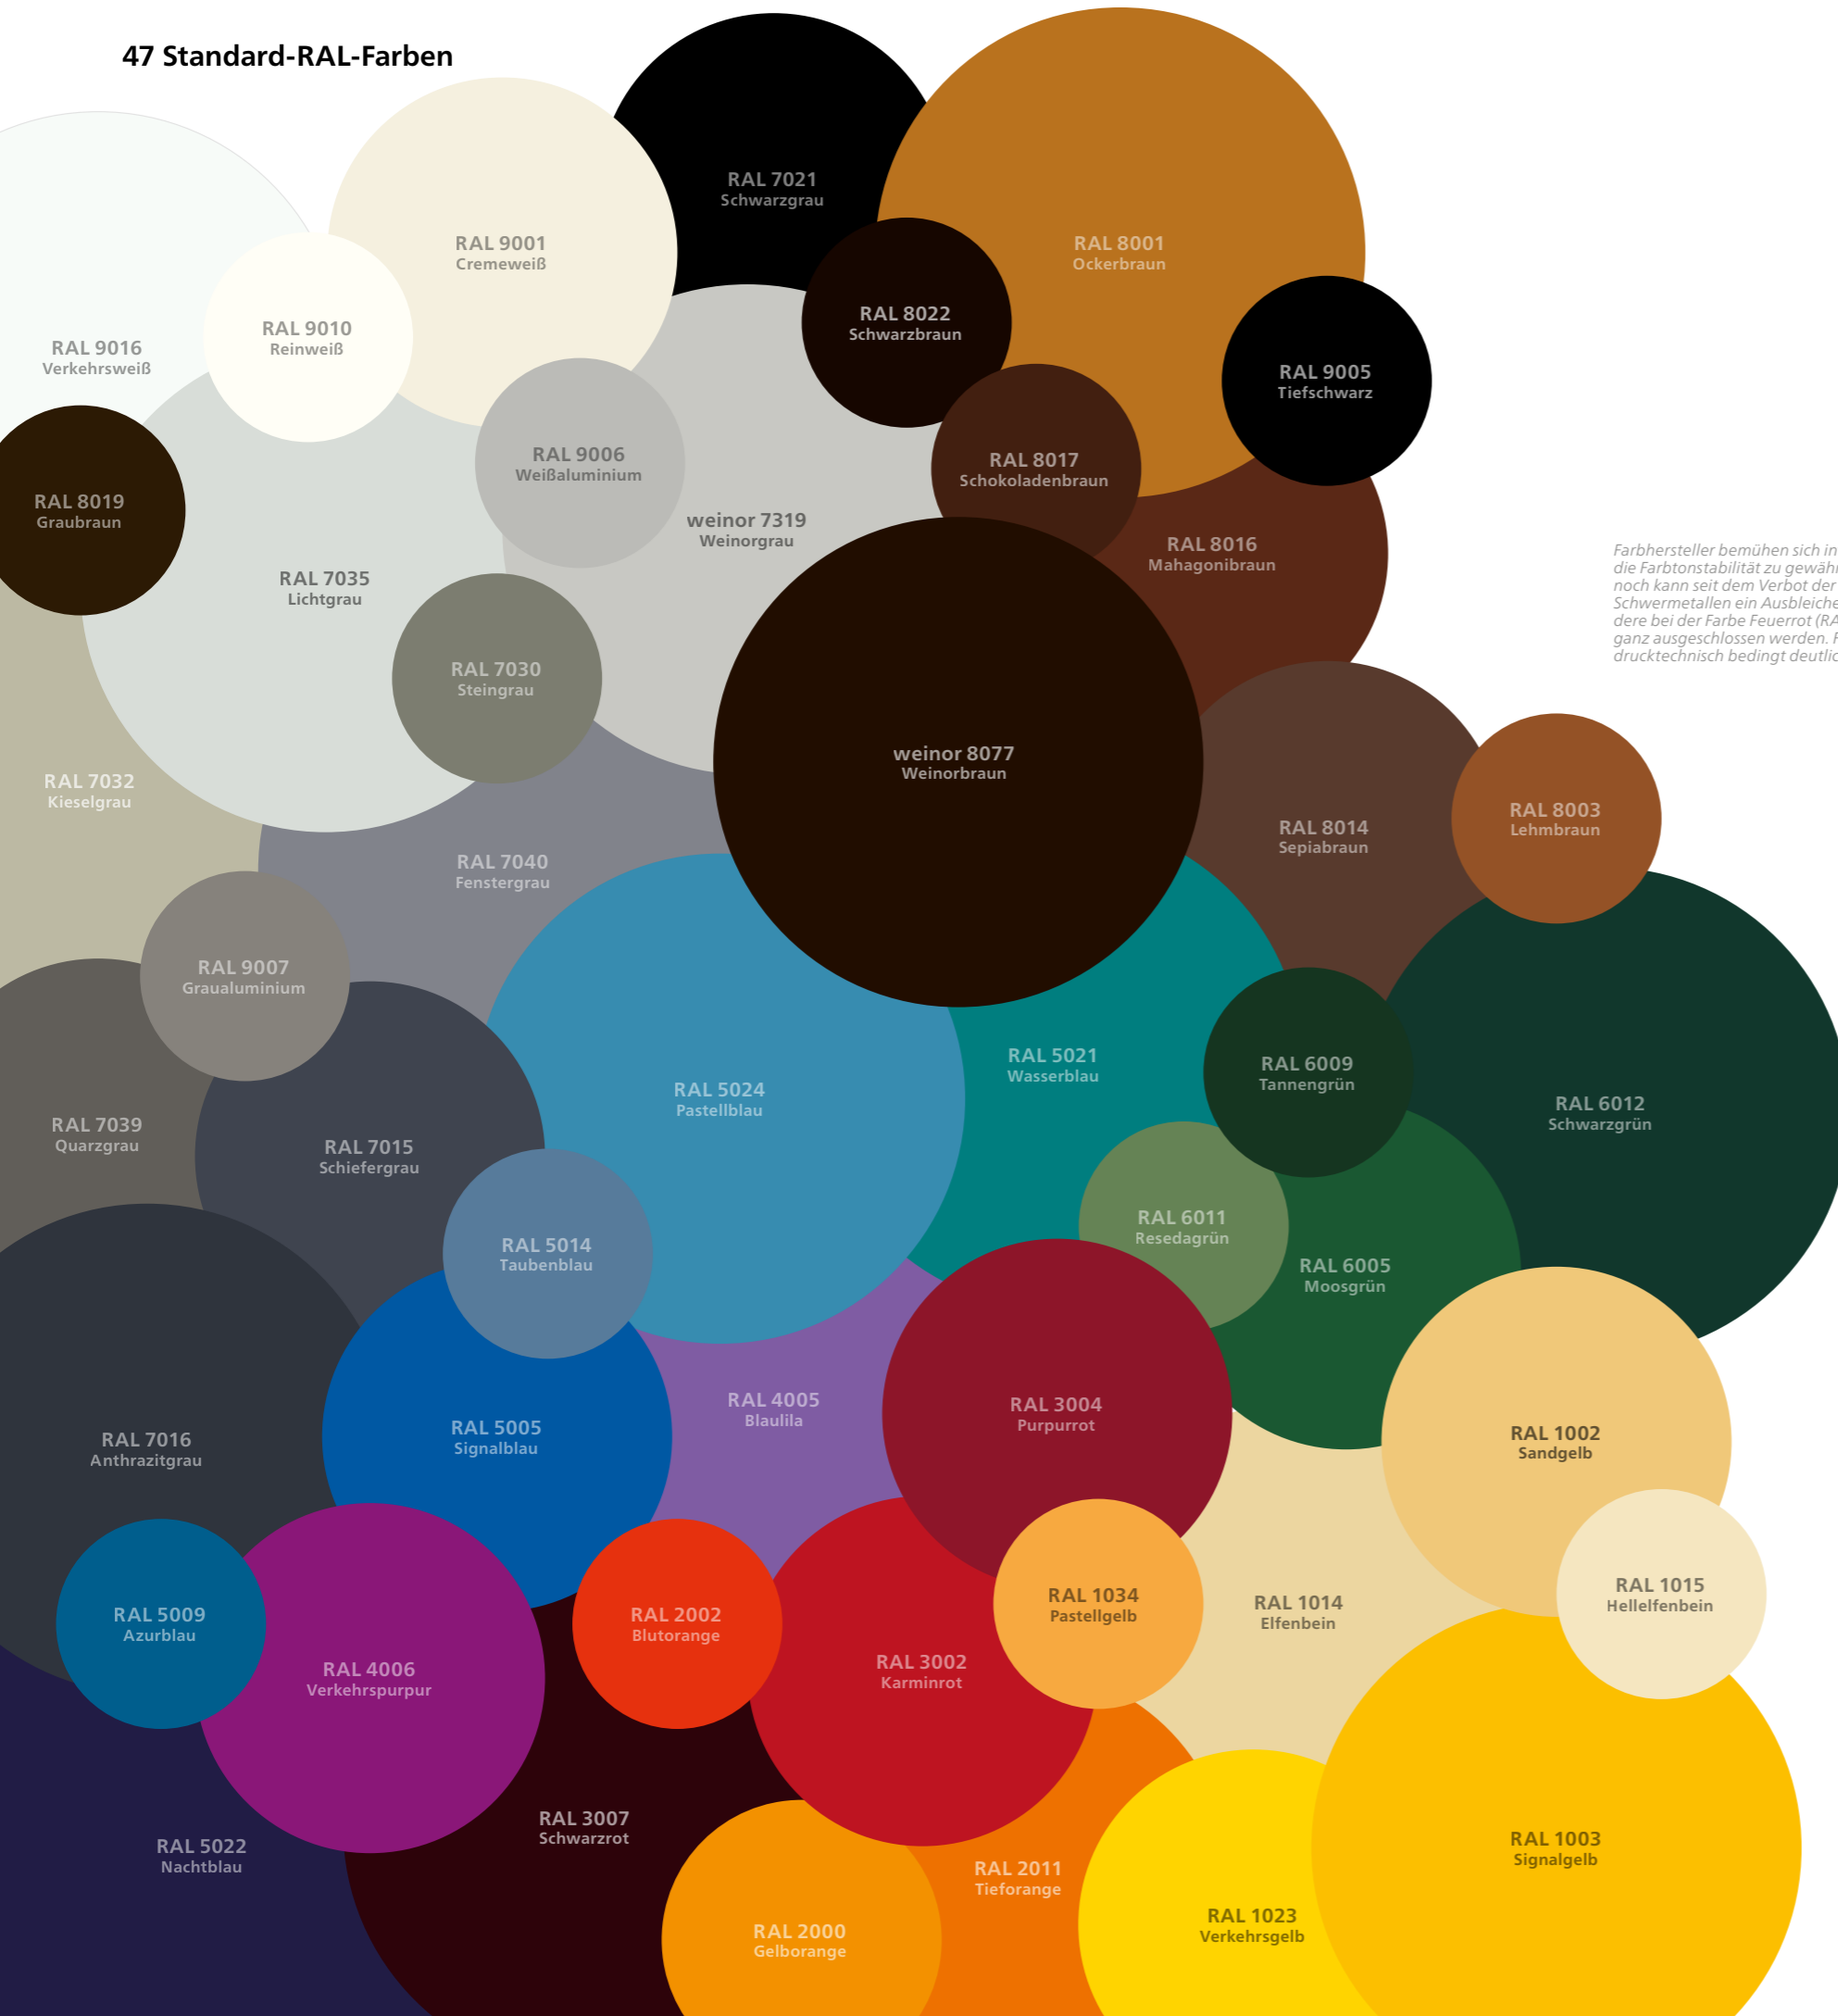 47 Standard-RAL-Farben
RAL 7021
Schwarzgrau
RAL 9001
Cremeweiß
RAL 8001
Ockerbraun
RAL 8022
Schwarzbraun
RAL 9010
Reinweiß
RAL 9016
Verkehrsweiß
RAL 9005
Tiefschwarz
RAL 9006
Weißaluminium
RAL 8017
Schokoladenbraun
RAL 8019
Graubraun
weinor 7319
Weinorgrau
RAL 8016
Mahagonibraun
Farbhersteller bemühen sich in
die Farbtonstabilität zu
noch kann seit dem Verbot der
Schwermetallen ein
dere bei der Farbe Feuerrot
ganz ausgeschlossen werden.
drucktechnisch bedingt
RAL 7035
Lichtgrau
RAL 7030
Steingrau
weinor 8077
Weinorbraun
RAL 7032
Kieselgrau
RAL 8003
Lehmbraun
RAL 8014
Sepiabraun
RAL 7040
Fenstergrau
RAL 9007
Graualuminium
RAL 5021
Wasserblau
RAL 6009
Tannengrün
RAL 5024
Pastellblau
RAL 6012
Schwarzgrün
RAL 7039
Quarzgrau
RAL 7015
Schiefergrau
RAL 6011
Resedagrün
RAL 5014
Taubenblau
RAL 6005
Moosgrün
RAL 4005
Blaulila
RAL 3004
Purpurrot
RAL 5005
Signalblau
RAL 1002
Sandgelb
RAL 7016
Anthrazitgrau
RAL 1015
Hellelfenbein
RAL 1034
Pastellgelb
RAL 1014
Elfenbein
RAL 5009
Azurblau
RAL 2002
Blutorange
RAL 3002
Karminrot
RAL 4006
Verkehrspurpur
RAL 3007
Schwarzrot
RAL 1003
Signalgelb
RAL 5022
Nachtblau
RAL 2011
Tieforange
RAL 1023
Verkehrsgelb
RAL 2000
Gelborange